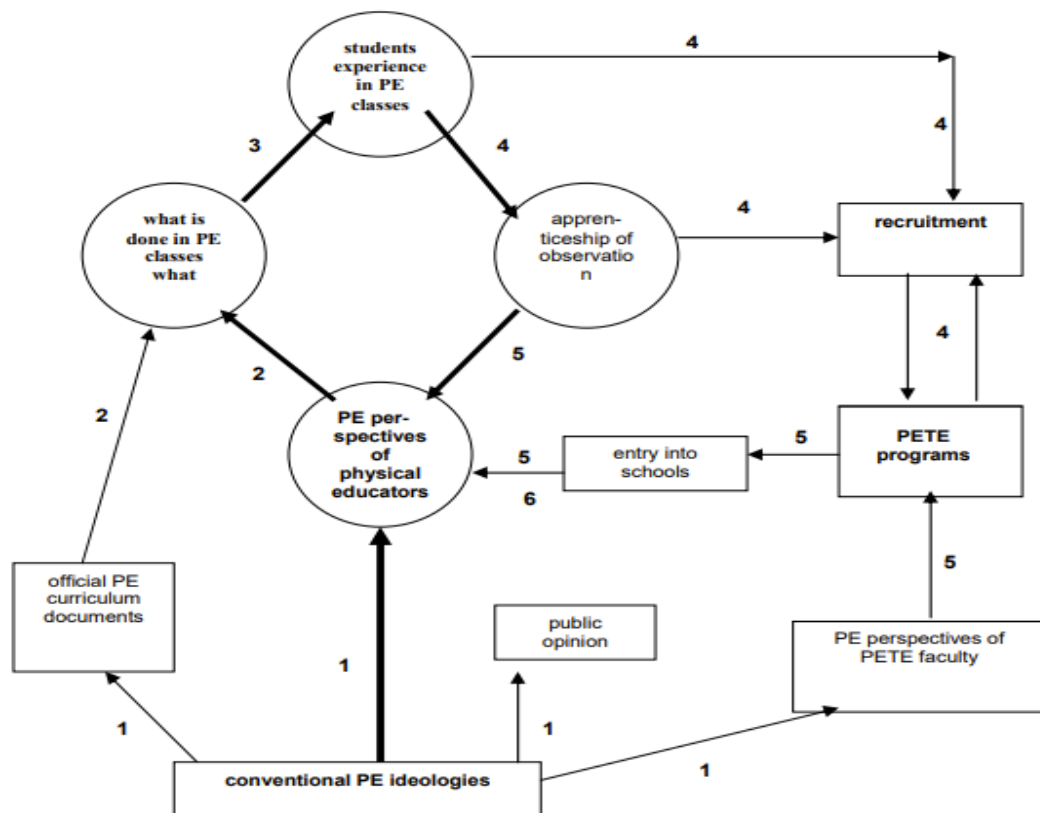 students
experience
in PE
classes
4
4
3
4
what is
done in PE
classes
what
appren-
ticeship of
observatio
n
4
recruitment
5
4
2
2
PE per-
spectives
of
physical
educators
5
6
entry into
schools
5
PETE
programs
5
official PE
curriculum
documents
public
opinion
PE perspectives of
PETE faculty
1
1
1
1
conventional PE ideologies